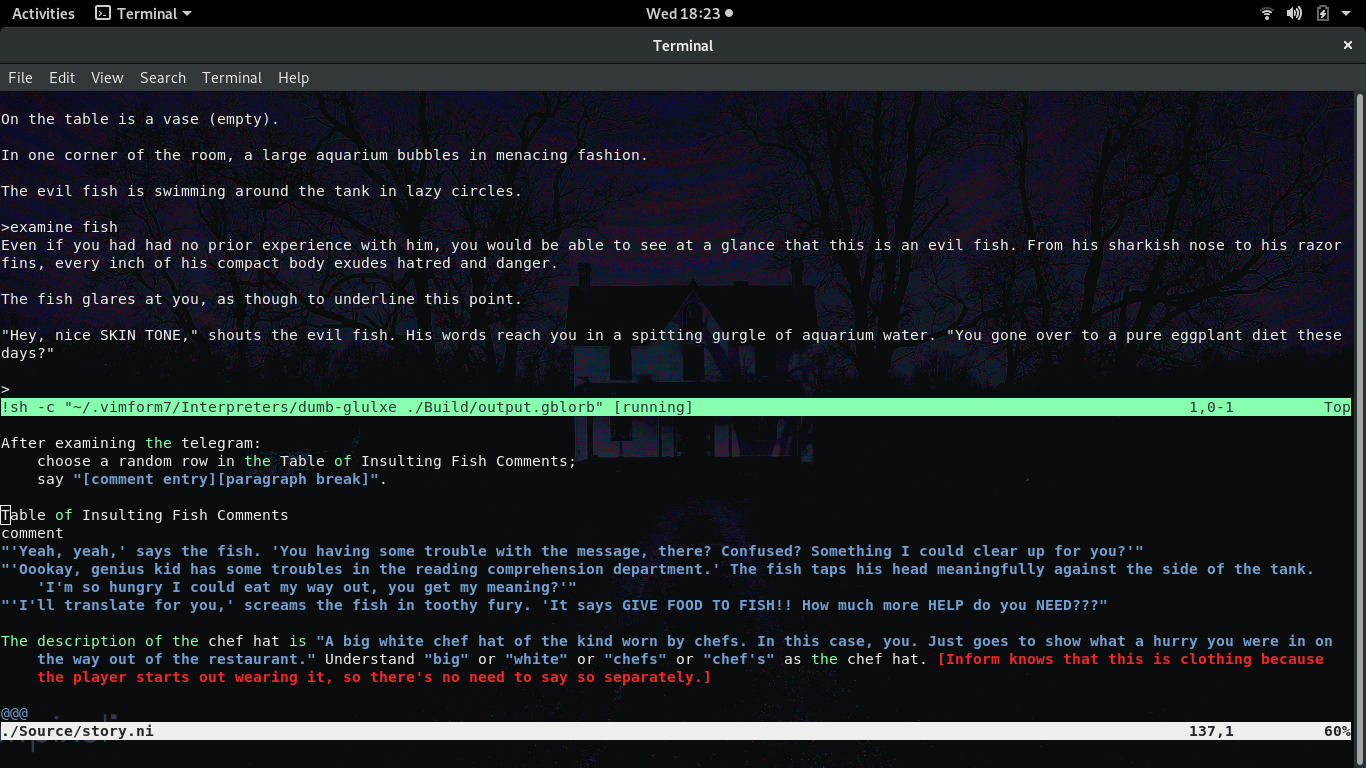 Activities Terminal Wed 18:23
Terminal
File Edit View Search Terminal Help
On the table is a vase (empty).
In one corner of the room, a large aquarium bubbles in menacing fashion.
The evil fish is swimming around the tank in lazy circles.
>examine fish
Even if you had had no prior experience with him, you would be able to see at a glance that this is an evil fish. From his sharkish nose to his razor
fins, every inch of his compact body exudes hatred and danger.
The fish glares at you, as though to underline this point.
"Hey, nice SKIN TONE," shouts the evil fish. His words reach you in a spitting gurgle of aquarium water. "You gone over to a pure eggplant diet these
days?"
>
!sh -c "~/.vimform7/Interpreters/dumb-glulxe ./Build/output.gblorb" [running] 1,0-1 Top
After examining the telegram:
choose a random row in the Table of Insulting Fish Comments;
say "[comment entry][paragraph break]".
Table of Insulting Fish Comments
comment
"'Yeah, yeah,' says the fish. 'You having some trouble with the message, there? Confused? Something I could clear up for you?'"
"'Oookay, genius kid has some troubles in the reading comprehension department.' The fish taps his head meaningfully against the side of the tank.
'I'm so hungry I could eat my way out, you get my meaning?'"
"'I'll translate for you,' screams the fish in toothy fury. 'It says GIVE FOOD TO FISH!! How much more HELP do you NEED???"
The description of the chef hat is "A big white chef hat of the kind worn by chefs. In this case, you. Just goes to show what a hurry you were in on
the way out of the restaurant." Understand "big" or "white" or "chefs" or "chef's" as the chef hat. [Inform knows that this is clothing because
the player starts out wearing it, so there's no need to say so separately.]
@@@
./Source/story.ni 137,1 60%